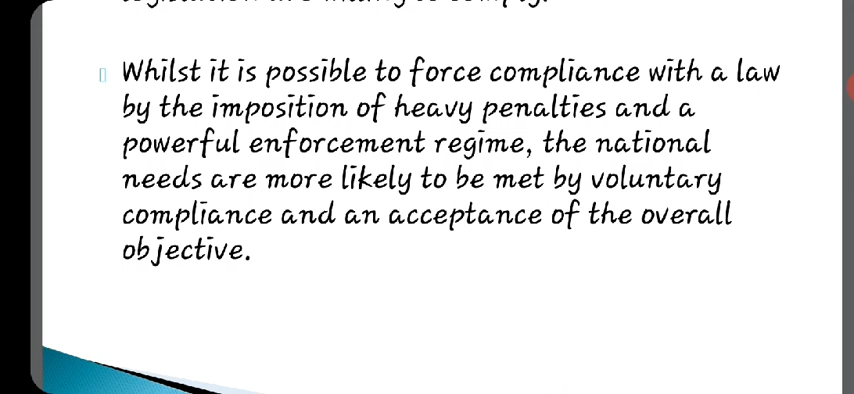 Whilst it is possible to force compliance with a law
by the imposition of heavy penalties and a
powerful enforcement regime, the national
needs are more likely to be met by voluntary
compliance and an acceptance of the overall
objective.